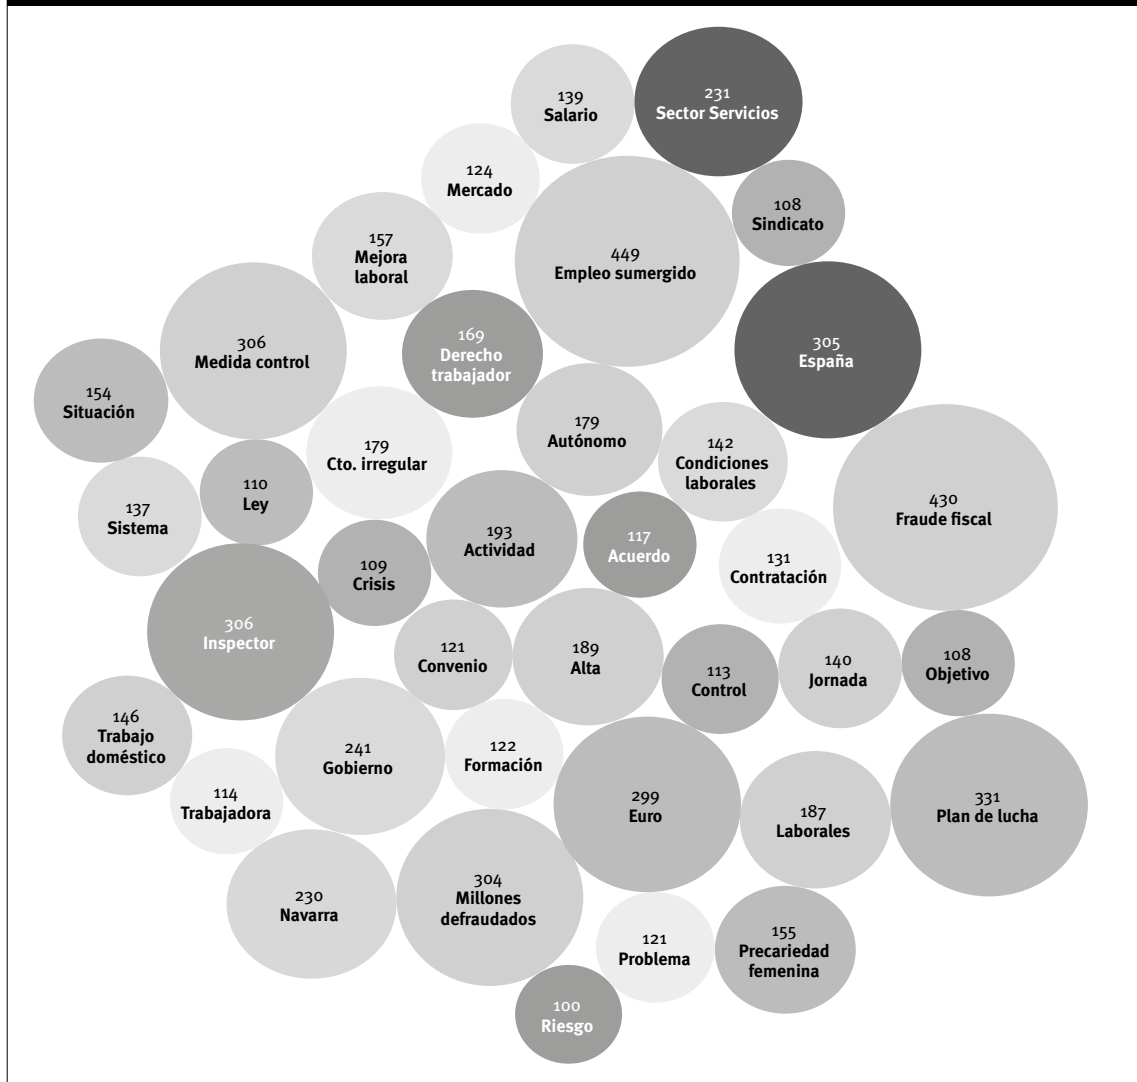 139
Salario
231
Sector Servicios
124
Mercado
108
Sindicato
157
Mejora
laboral
449
Empleo sumergido
306
Medida control
169
Derecho
trabajador
305
España
154
Situación
179
Cto. irregular
179
Autónomo
142
Condiciones
laborales
430
Fraude fiscal
137
Sistema
110
Ley
193
Actividad
117
Acuerdo
109
Crisis
131
Contratación
306
Inspector
121
Convenio
189
Alta
113
Control
140
Jornada
108
Objetivo
146
Trabajo
doméstico
241
Gobierno
122
Formación
114
Trabajadora
299
Euro
187
Laborales
331
Plan de lucha
230
Navarra
304
Millones
defraudados
121
Problema
155
Precariedad
femenina
100
Riesgo